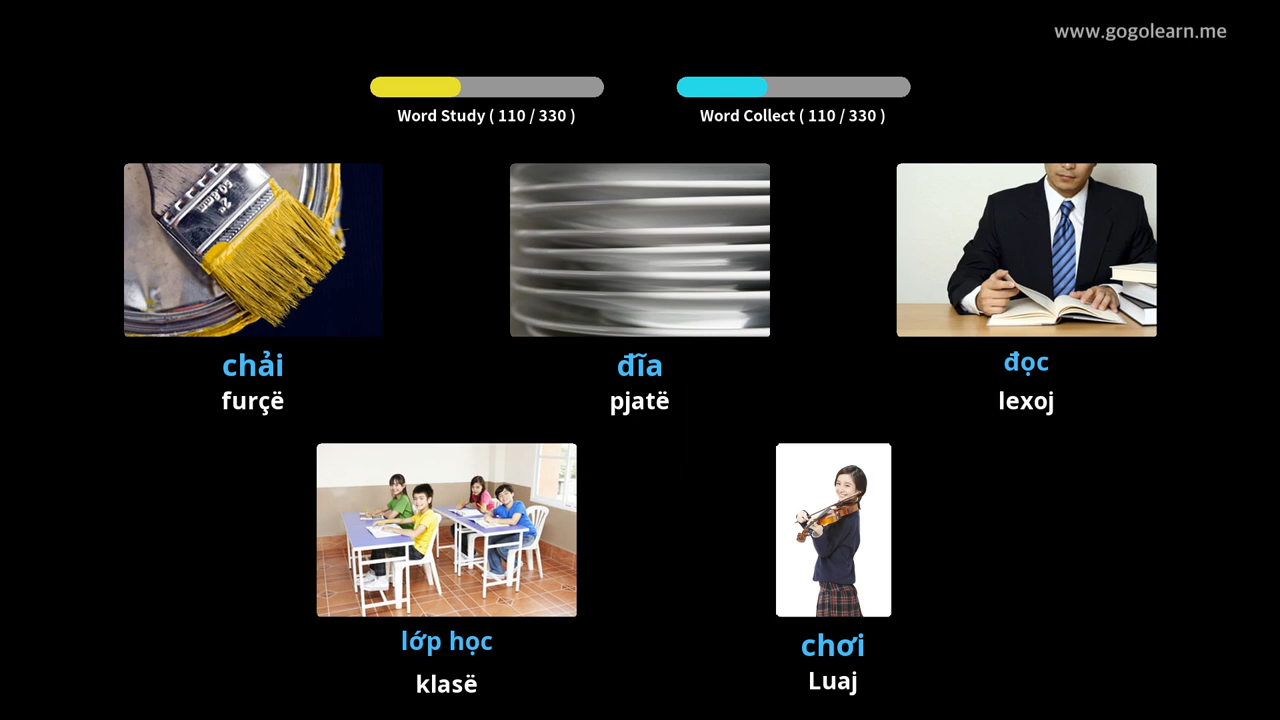 www.gogolearn.me
Word Study ( 110 / 330 )
Word Collect ( 110 / 330 )
chải
furçë
đĩa
pjatë
đọc
lexoj
lớp học
klasë
chơi
Luaj